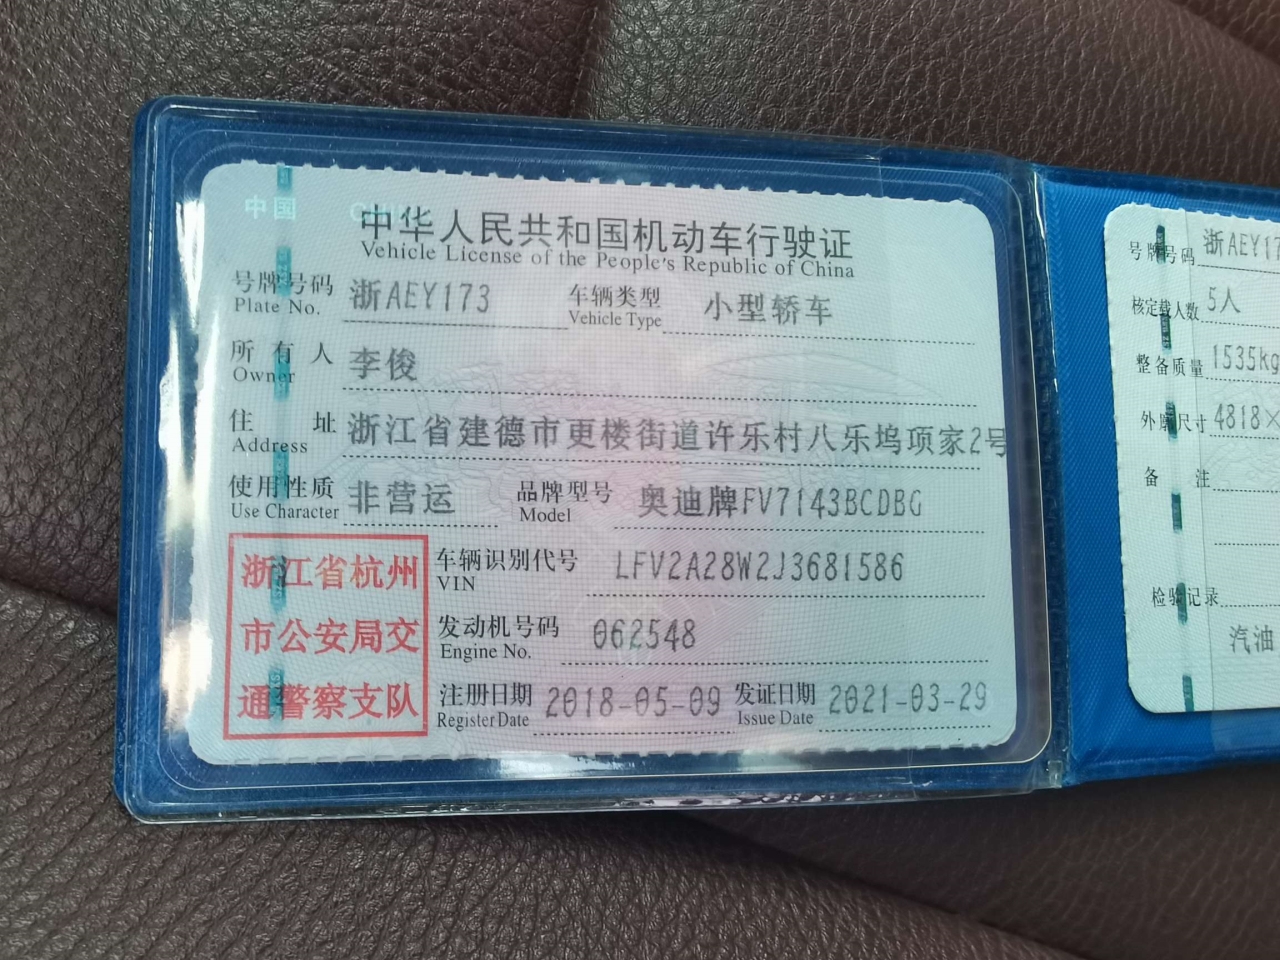 中国 CHINA
中华人民共和国机动车行驶证
Vehicle License of the People's Republic of China
号牌号码 浙AEY173 车辆类型 小型轿车
Plate No. Vehicle Type
所有人 李俊
Owner
住址 浙江省建德市更楼街道许乐村八乐坞项家2号
Address
使用性质 非营运 品牌型号 奥迪牌FV7143BCDBG
Use Character Model
浙江省杭州
市公安局交
通警察支队
车辆识别代号 LFV2A28W2J3681586
VIN
发动机号码 062548
Engine No.
注册日期 2018-05-09 发证日期 2021-03-29
Register Date Issue Date
号牌号码 浙AEY17
核定载人数 5人
整备质量 1535kg
外廓尺寸 4818×
备注
检验记录
汽油